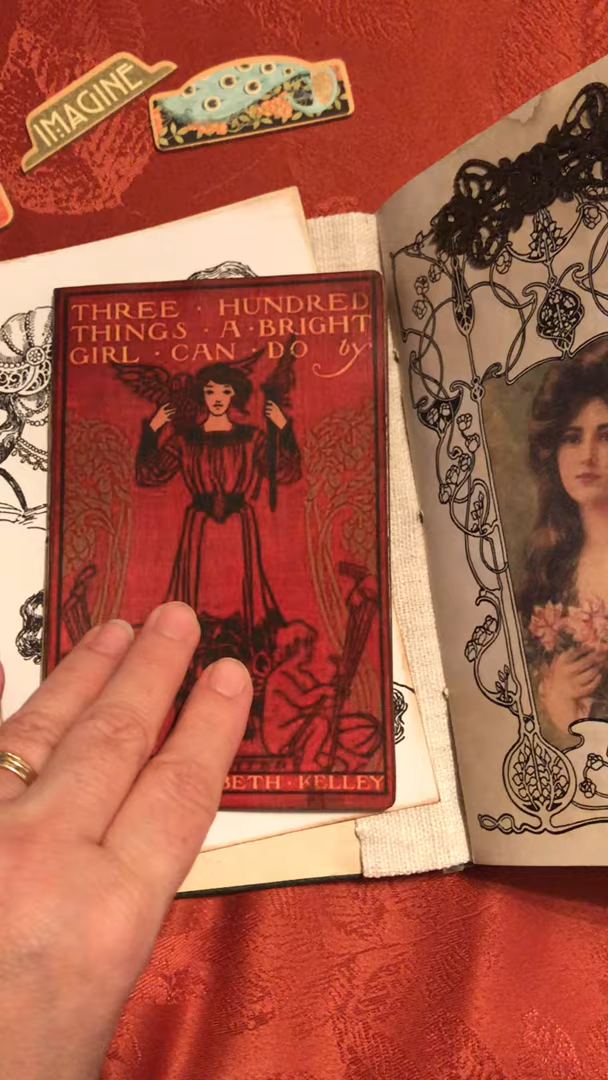 IMAGINE
THREE · HUNDRED
THINGS · A · BRIGHT
GIRL · CAN · DO by
BETH · KELLEY